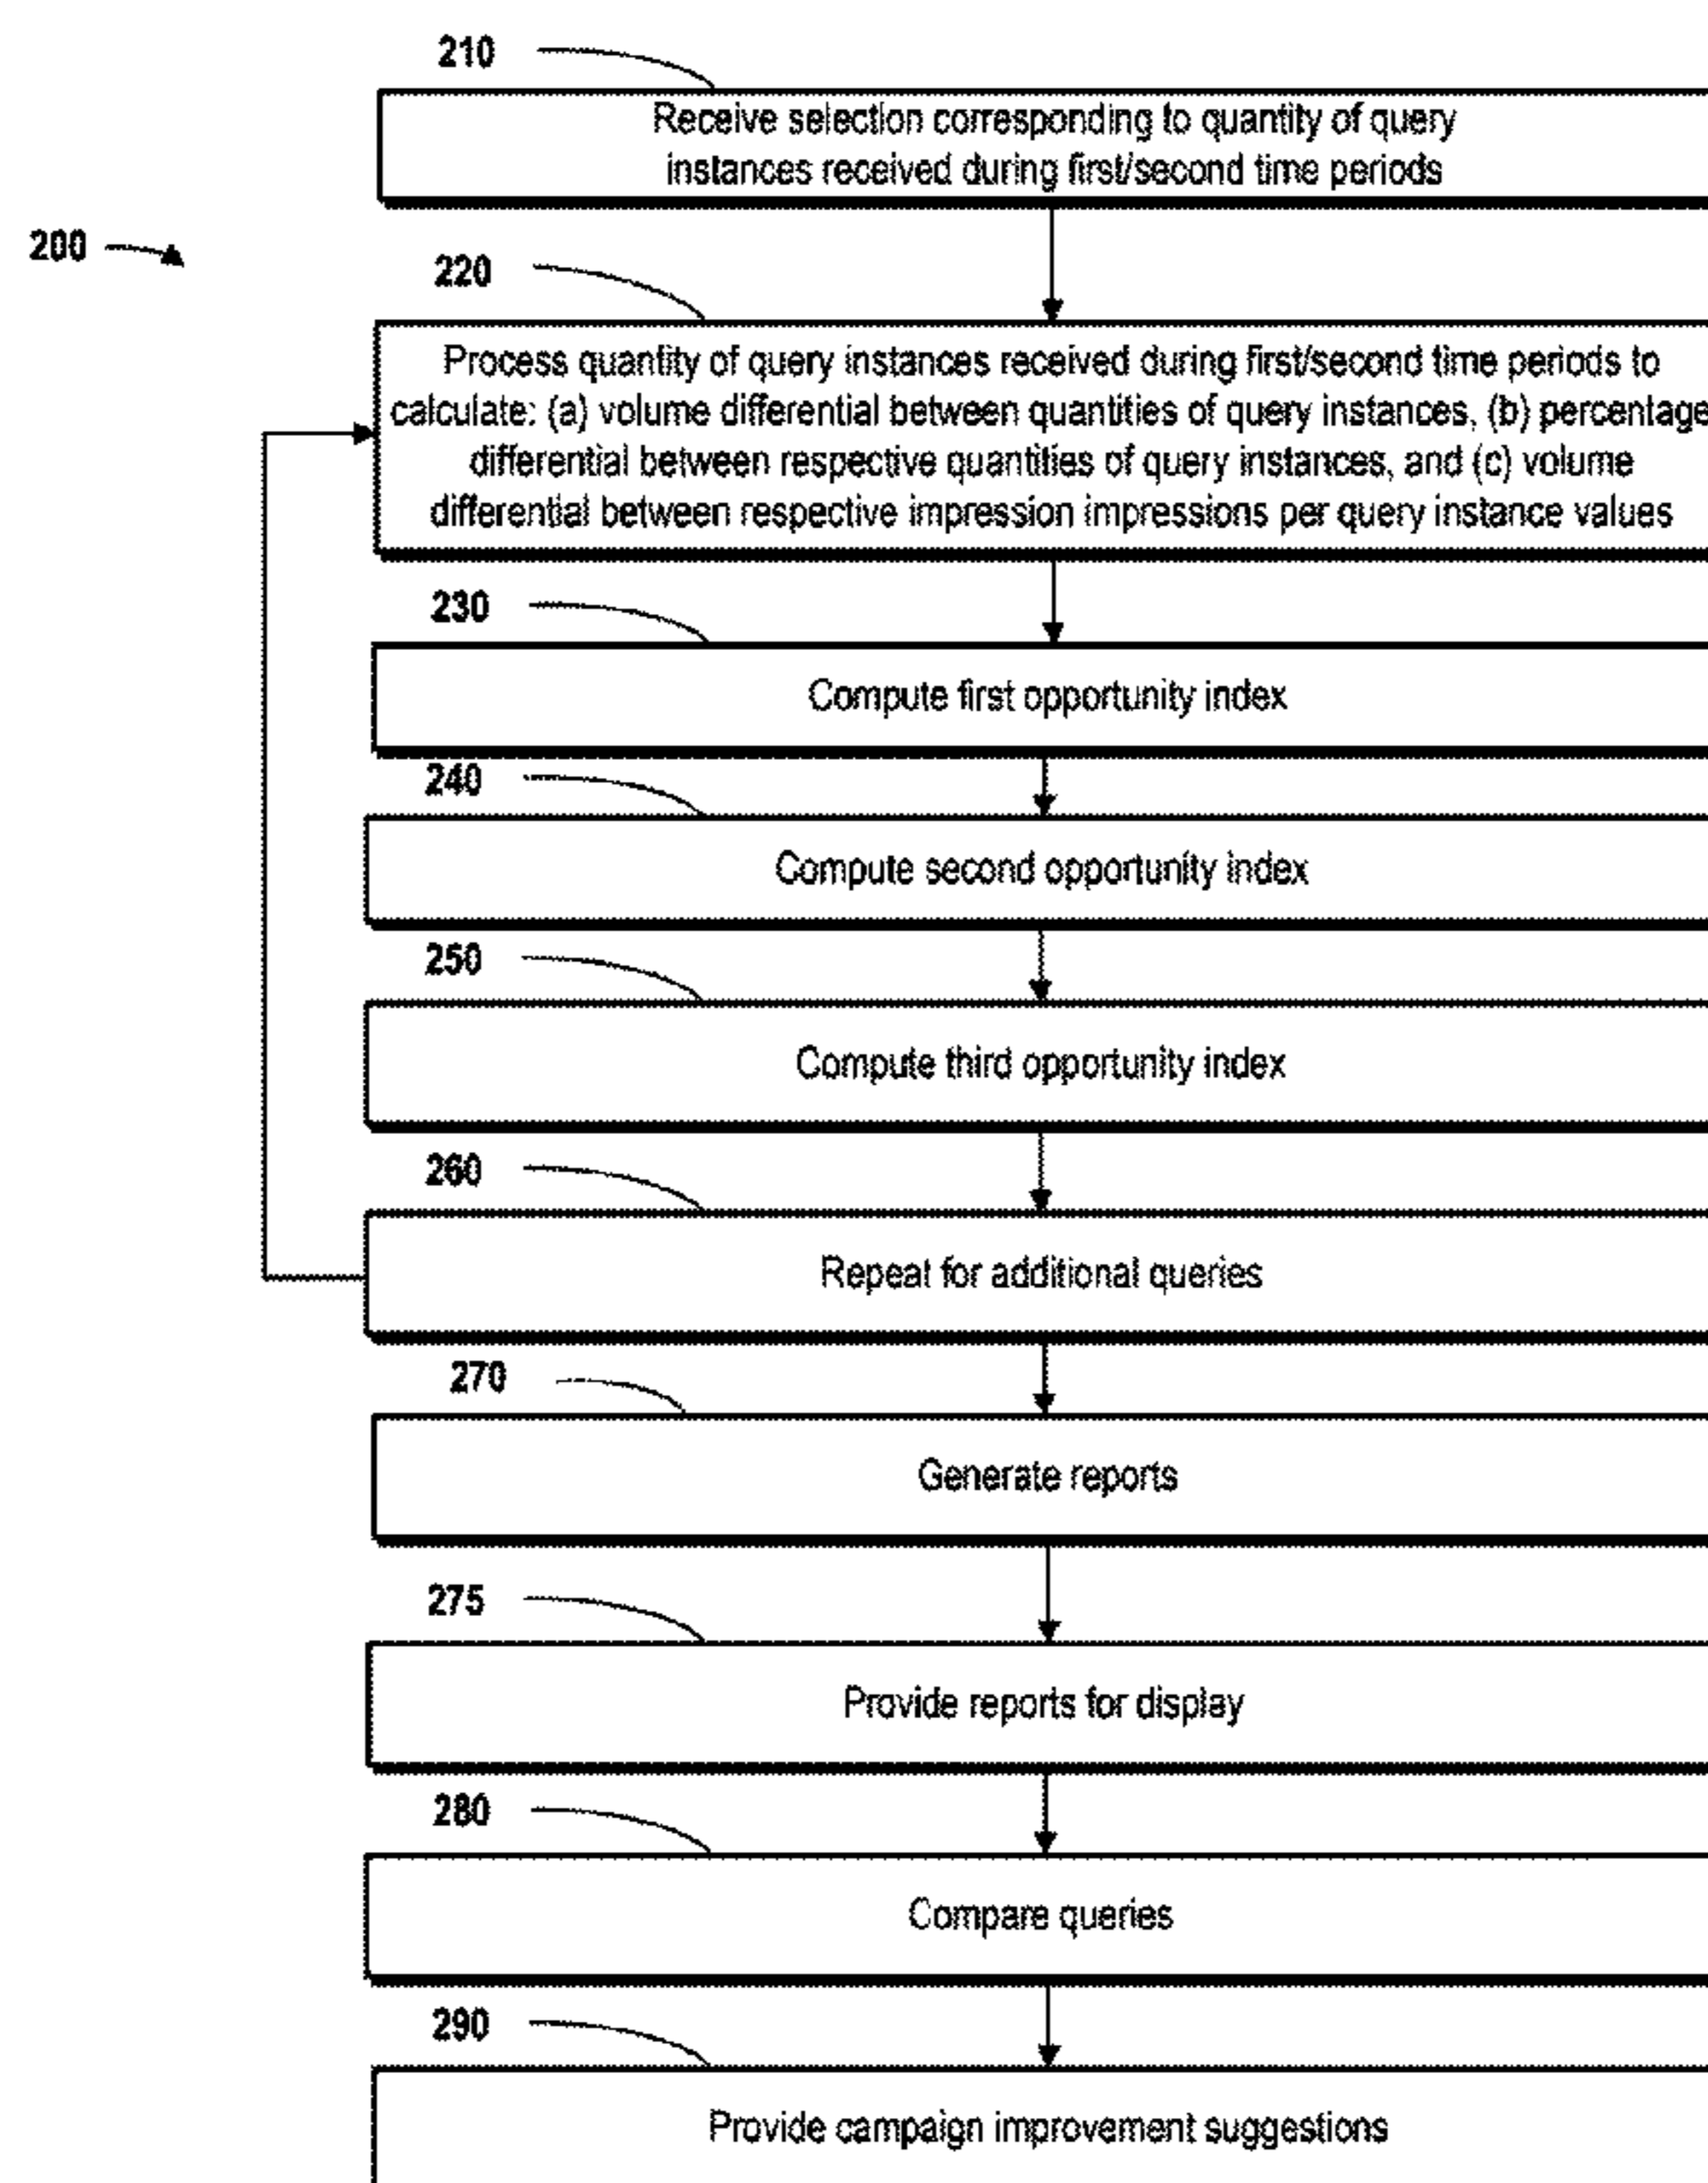 210
Receive selection corresponding to quantity of query
instances received during first/second time periods
200
220
Process quantity of query instances received during first/second time periods to
calculate: (a) volume differential between quantities of query instances, (b) percentage
differential between respective quantities of query instances, and (c) volume
differential between respective impression impressions per query instance values
230
Compute first opportunity index
240
Compute second opportunity index
250
Compute third opportunity index
260
Repeat for additional queries
270
Generate reports
275
Provide reports for display
280
Compare queries
290
Provide campaign improvement suggestions